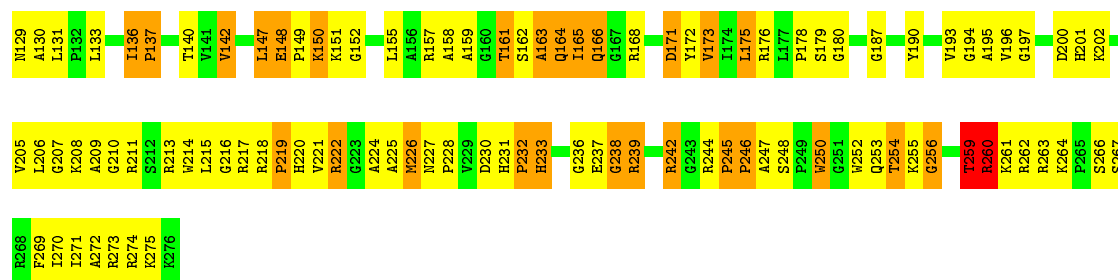 N129 A130 L131 P132 L133 I136 P137 T140 V141 V142 L147 E148 P149 K150 K151 G152 L155 A156 R157 A158 A159 G160 T161 S162 A163 Q164 I165 Q166 G167 R168 D171 Y172 V173 I174 L175 R176 L177 P178 S179 G180 G187 Y190 V193 G194 A195 V196 G197 D200 H201 K202
V205 L206 G207 K208 A209 G210 R211 S212 R213 W214 L215 G216 R217 R218 P219 H220 V221 R222 G223 A224 A225 M226 N227 P228 V229 D230 H231 P232 H233 G236 E237 G238 R239 R242 G243 R244 P245 P246 A247 S248 P249 W250 G251 W252 Q253 T254 K255 G256 T259 R260 K261 R262 R263 K264 P265 S266 S267
R268 F269 I270 I271 A272 R273 R274 K275 K276